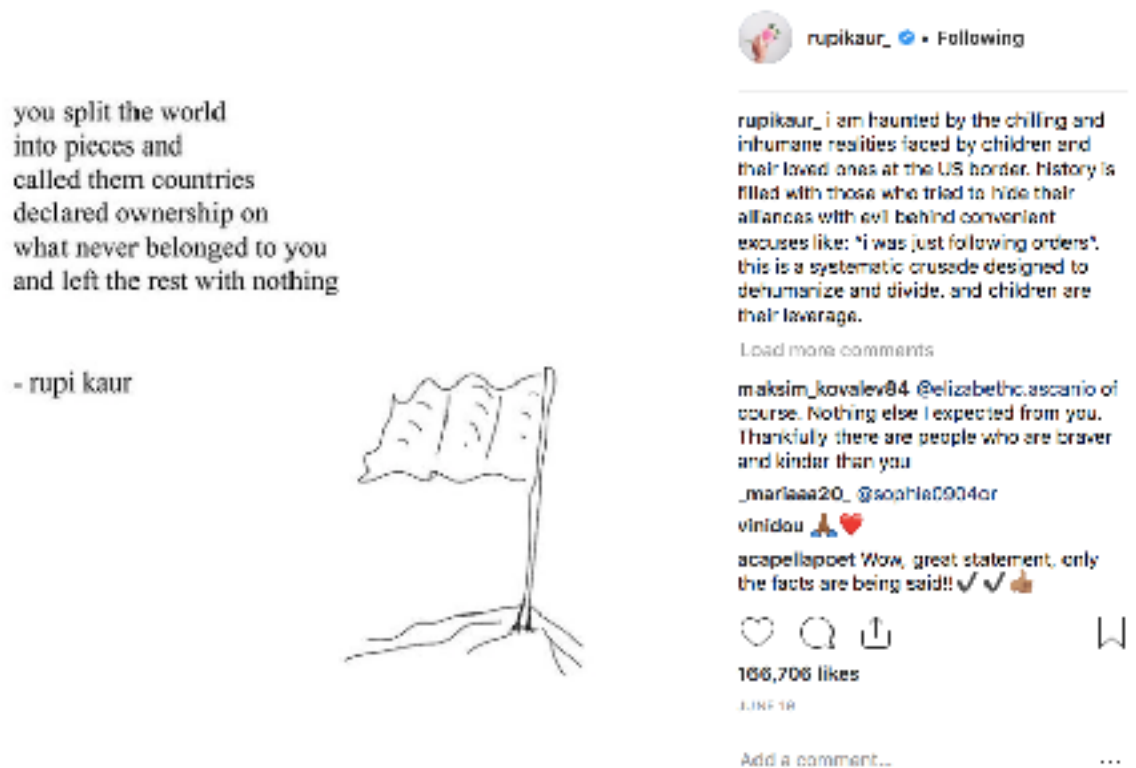 you split the world
into pieces and
called them countries
declared ownership on
what never belonged to you
and left the rest with nothing
- rupi kaur
rupikaur_ • Following
rupikaur_ i am haunted by the chilling and
inhumane realities faced by children and
their loved ones at the US border. history is
filled with those who tried to hide their
alliances with evil behind convenient
excuses like: "i was just following orders".
this is a systematic crusade designed to
dehumanize and divide. and children are
their leverage.
Load more comments
maksim_kovalev84 @elizabethc.ascanio of
course. Nothing else I expected from you.
Thankfully there are people who are braver
and kinder than you
_mariaaa20_ @sophie0904or
vinidou 🙏🏾❤️
acapellapoet Wow, great statement, only
the facts are being said!! ✔️✔️👍🏽
166,706 likes
JUNE 19
Add a comment...